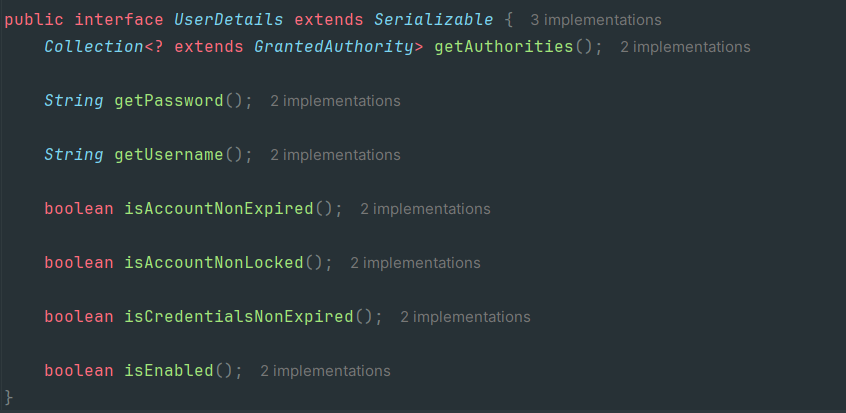 public interface UserDetails extends Serializable { 3 implementations
Collection<? extends GrantedAuthority> getAuthorities(); 2 implementations
String getPassword(); 2 implementations
String getUsername(); 2 implementations
boolean isAccountNonExpired(); 2 implementations
boolean isAccountNonLocked(); 2 implementations
boolean isCredentialsNonExpired(); 2 implementations
boolean isEnabled(); 2 implementations
}